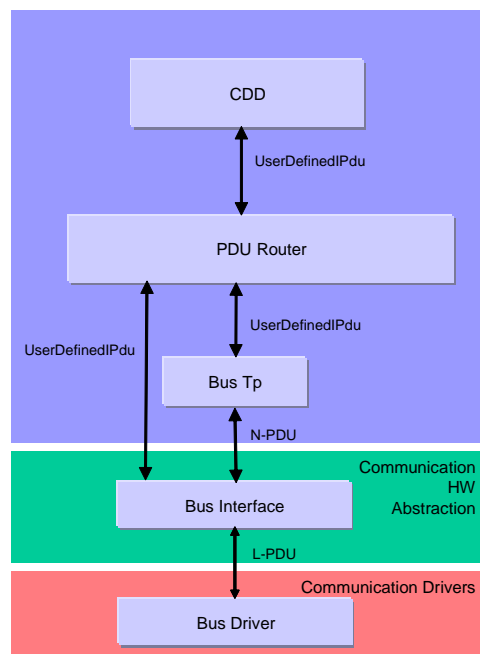 CDD
UserDefinedIPdu
PDU Router
UserDefinedIPdu
UserDefinedIPdu
Bus Tp
N-PDU
Communication
HW
Abstraction
Bus Interface
L-PDU
Communication Drivers
Bus Driver